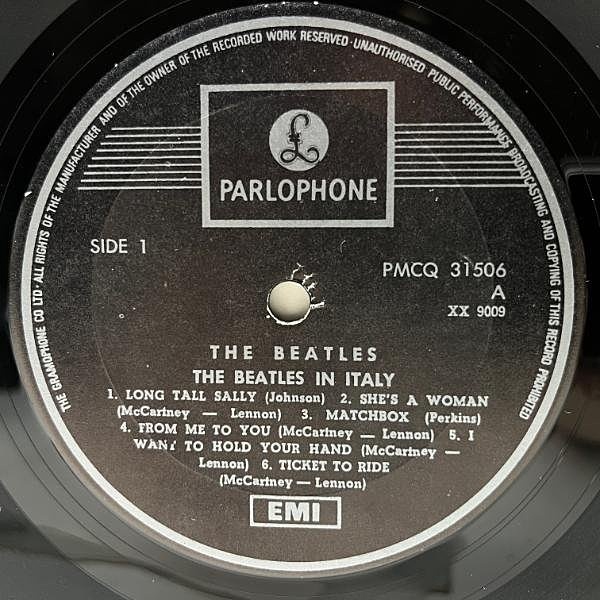 THE GRAMOPHONE CO LTD · ALL RIGHTS OF THE MANUFACTURER AND OF THE OWNER OF THE RECORDED WORK RESERVED · UNAUTHORISED PUBLIC PERFORMANCE BROADCASTING AND COPYING OF THIS RECORD PROHIBITED
£
PARLOPHONE
SIDE 1
PMCQ 31506
A
XX 9009
THE BEATLES
THE BEATLES IN ITALY
1. LONG TALL SALLY (Johnson) 2. SHE'S A WOMAN
(McCartney — Lennon) 3. MATCHBOX (Perkins)
4. FROM ME TO YOU (McCartney — Lennon) 5. I
WANT TO HOLD YOUR HAND (McCartney —
Lennon) 6. TICKET TO RIDE
(McCartney — Lennon)
EMI